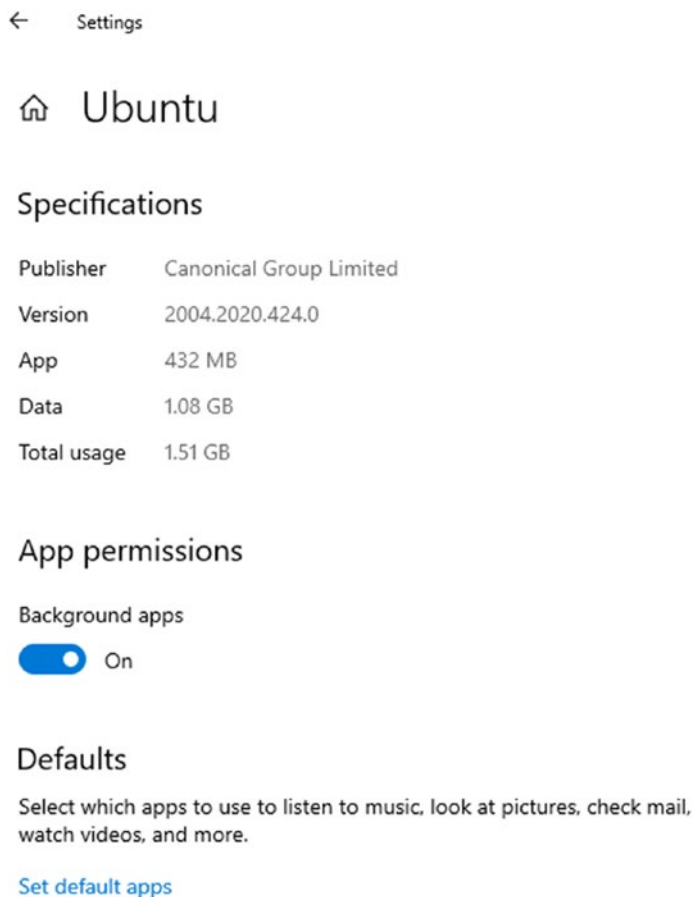 Settings
Ubuntu
Specifications
Publisher Canonical Group Limited
Version 2004.2020.424.0
App 432 MB
Data 1.08 GB
Total usage 1.51 GB
App permissions
Background apps
On
Defaults
Select which apps to use to listen to music, look at pictures, check mail,
watch videos, and more.
Set default apps